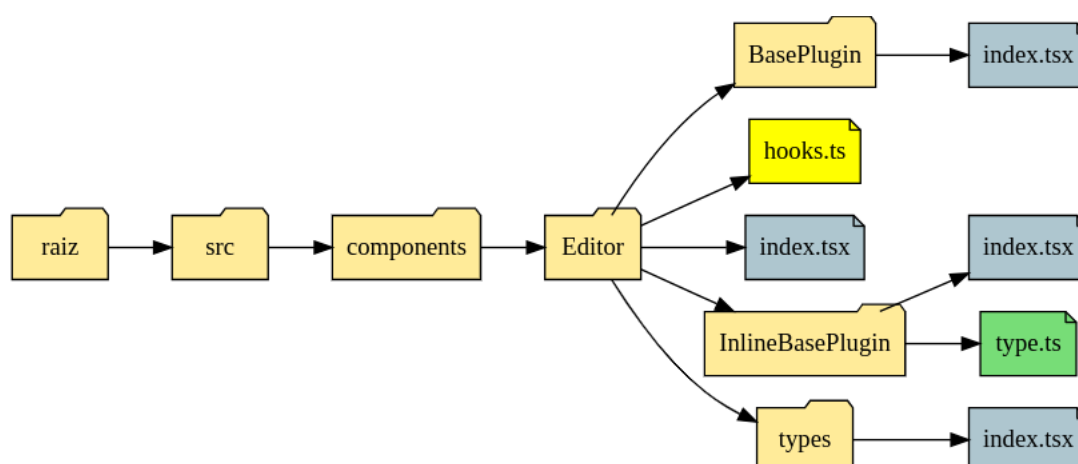 BasePlugin
index.tsx
hooks.ts
raiz
src
components
Editor
index.tsx
index.tsx
InlineBasePlugin
type.ts
types
index.tsx